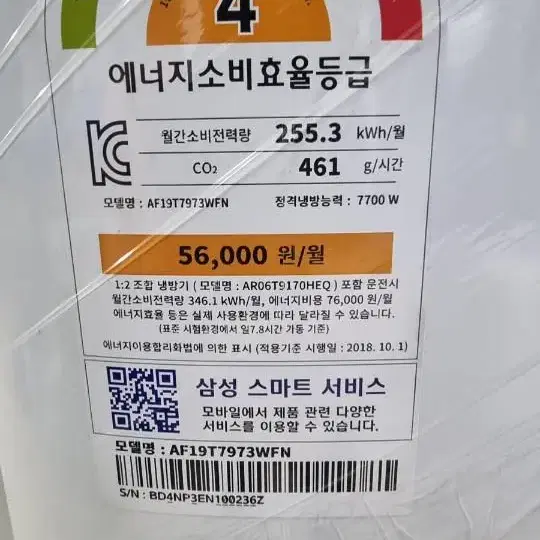 4
에너지소비효율등급
월간소비전력량 255.3 kWh/월
CO₂ 461 g/시간
모델명 : AF19T7973WFN 정격냉방능력 : 7700 W
56,000 원/월
1:2 조합 냉방기 ( 모델명 : AR06T9170HEQ ) 포함 운전시
월간소비전력량 346.1 kWh/월, 에너지비용 76,000 원/월
에너지효율 등은 실제 사용환경에 따라 달라질 수 있습니다.
(표준 시험환경에서 일7.8시간 가동 기준)
에너지이용합리화법에 의한 표시 (적용기준 시행일 : 2018. 10. 1)
삼성 스마트 서비스
모바일에서 제품 관련 다양한
서비스를 이용할 수 있습니다.
모델명 : AF19T7973WFN
S/N : BD4NP3EN100236Z